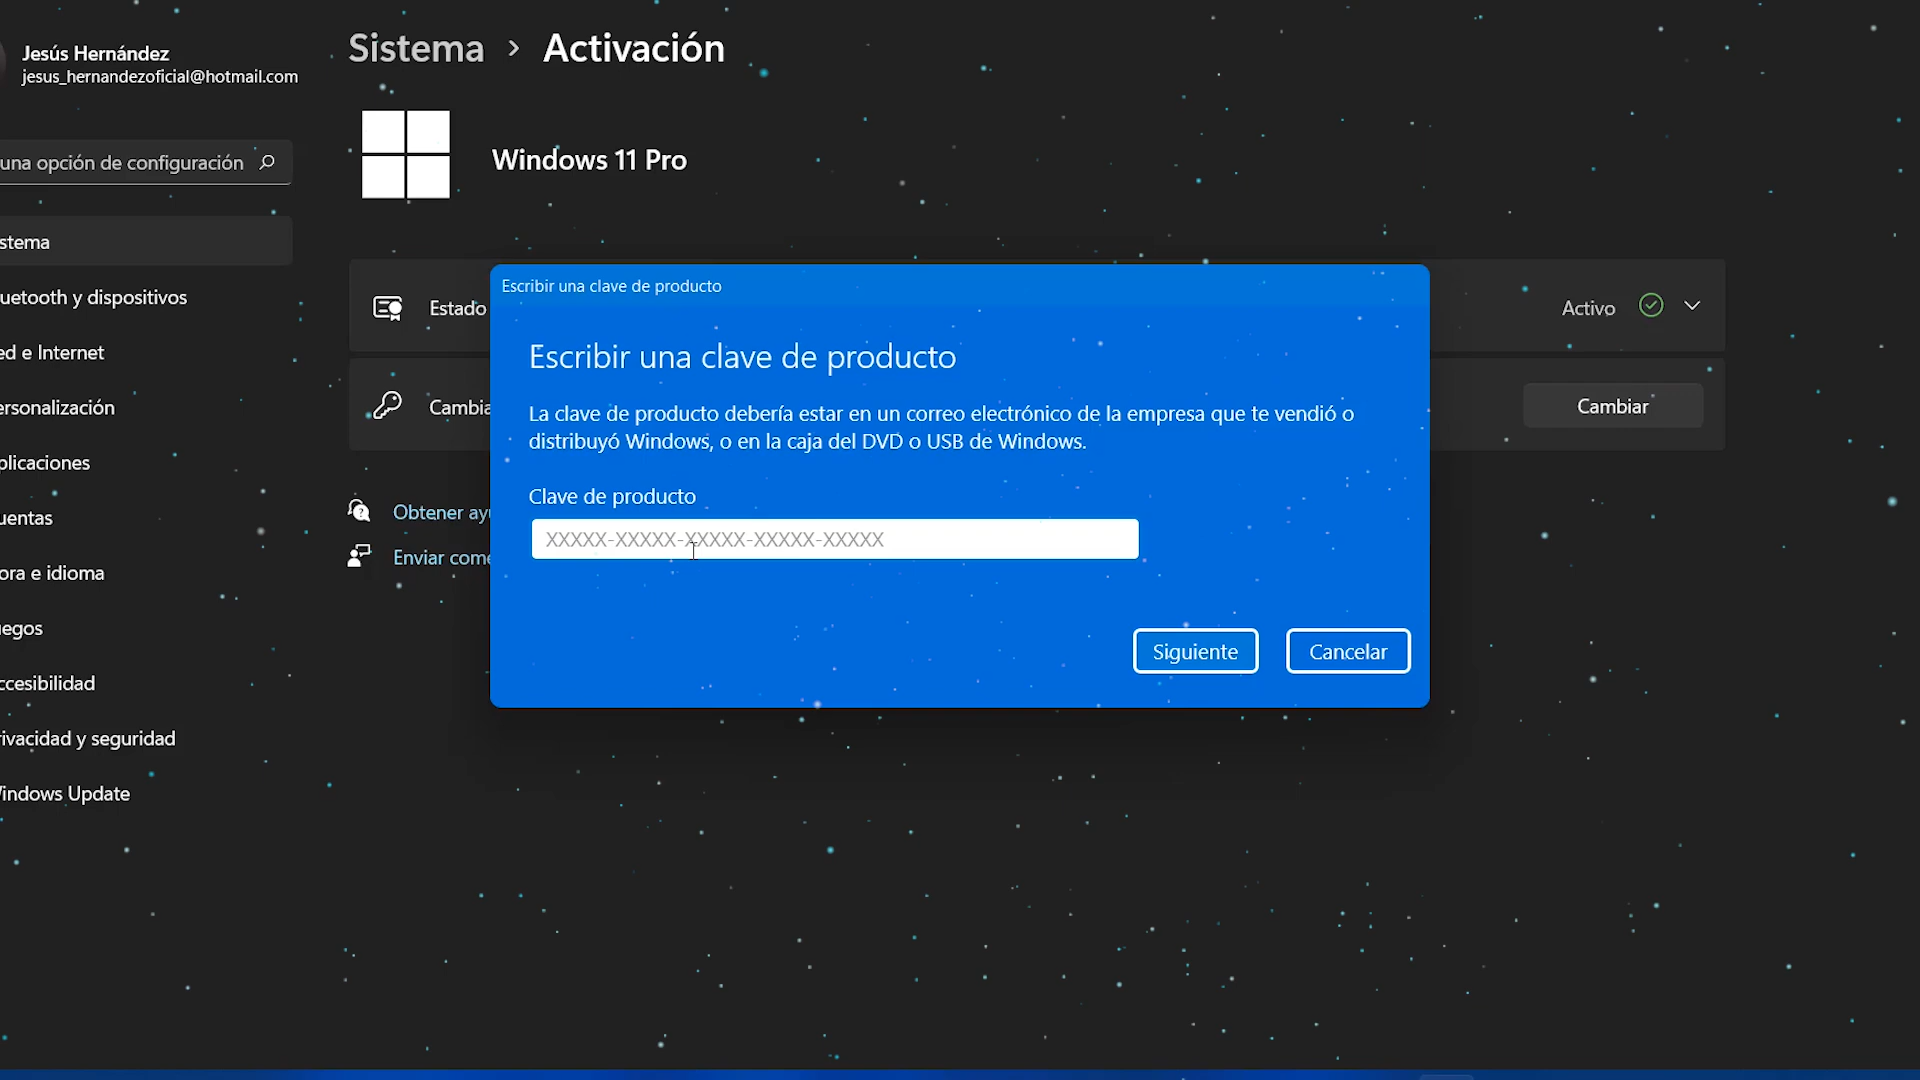 Jesús Hernández
jesus_hernandezoficial@hotmail.com
una opción de configuración
stema
uetooth y dispositivos
ed e Internet
ersonalización
plicaciones
uentas
ora e idioma
egos
ccesibilidad
rivacidad y seguridad
Windows Update
Sistema > Activación
Windows 11 Pro
Estado
Activo
Cambia
Cambiar
Obtener ayu
Enviar come
Escribir una clave de producto
Escribir una clave de producto
La clave de producto debería estar en un correo electrónico de la empresa que te vendió o
distribuyó Windows, o en la caja del DVD o USB de Windows.
Clave de producto
XXXXX-XXXXX-XXXXX-XXXXX-XXXXX
Siguiente
Cancelar